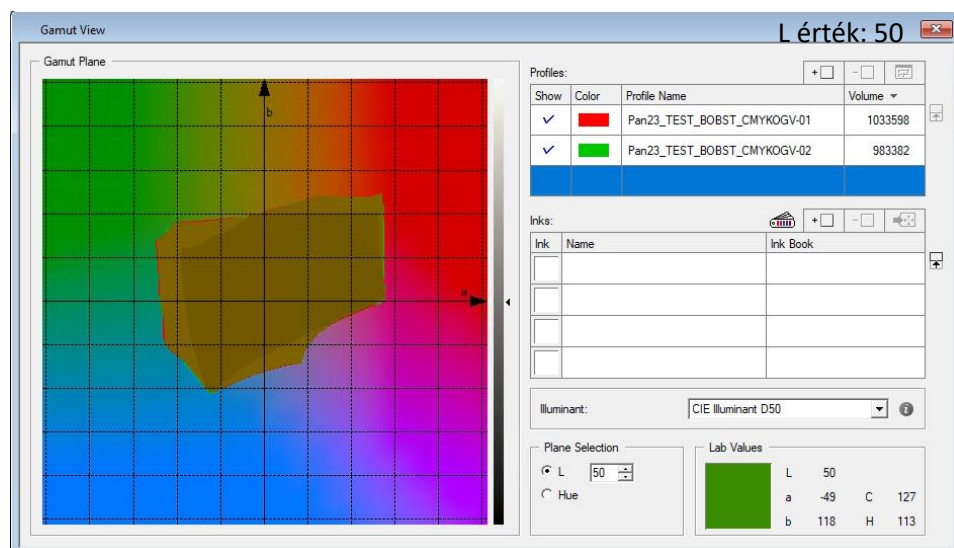 Gamut View
L érték: 50
Gamut Plane
b
a
Profiles:
Show Color Profile Name Volume
Pan23_TEST_BOBST_CMYKOGV-01 1033598
Pan23_TEST_BOBST_CMYKOGV-02 983382
Inks:
Ink Name Ink Book
Illuminant: CIE Illuminant D50
Plane Selection
L 50
Hue
Lab Values
L 50
a -49 C 127
b 118 H 113